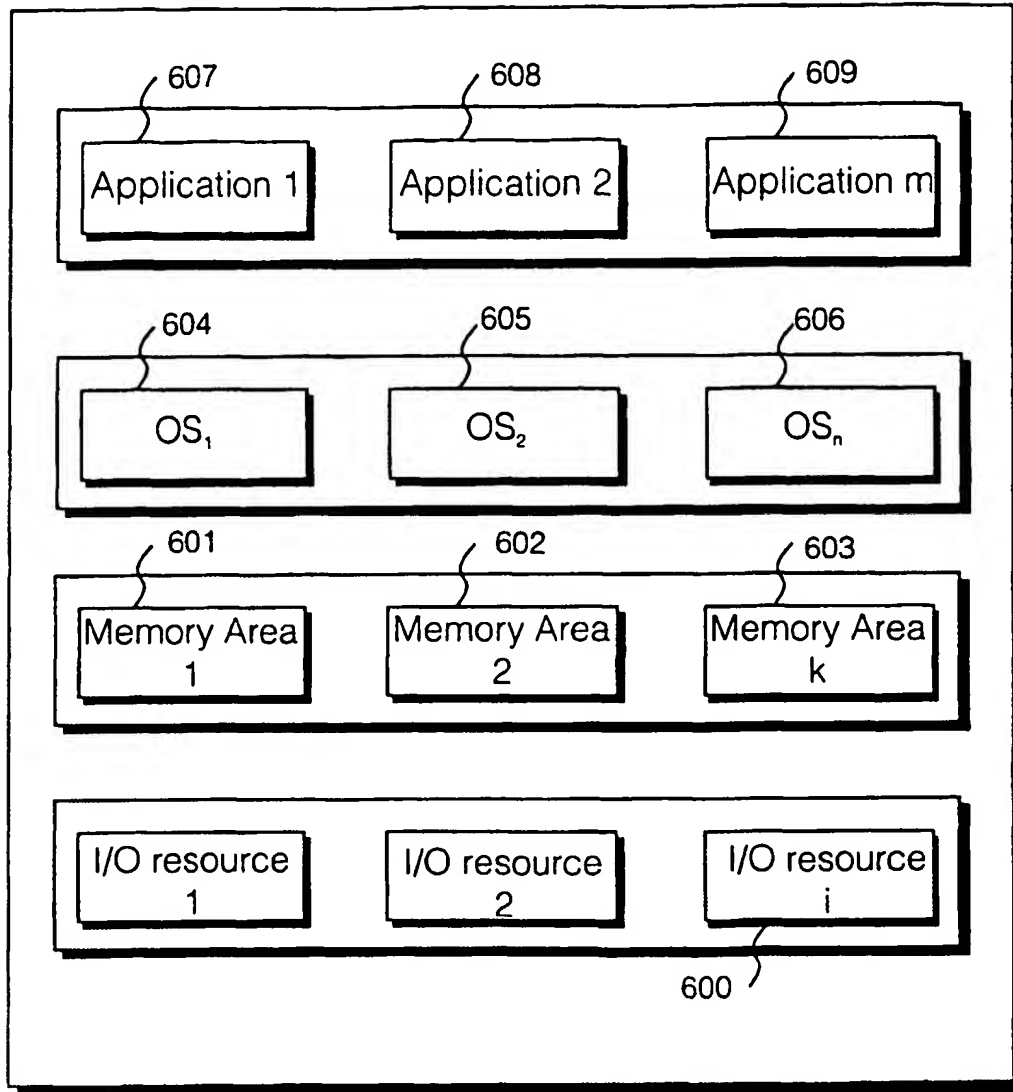 607 608 609
Application 1 Application 2 Application m
604 605 606
OS₁ OS₂ OSₙ
601 602 603
Memory Area 1 Memory Area 2 Memory Area k
I/O resource 1 I/O resource 2 I/O resource i
600